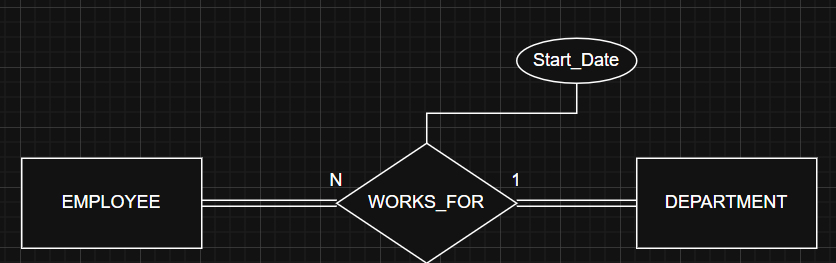 Start_Date
N
1
EMPLOYEE
WORKS_FOR
DEPARTMENT